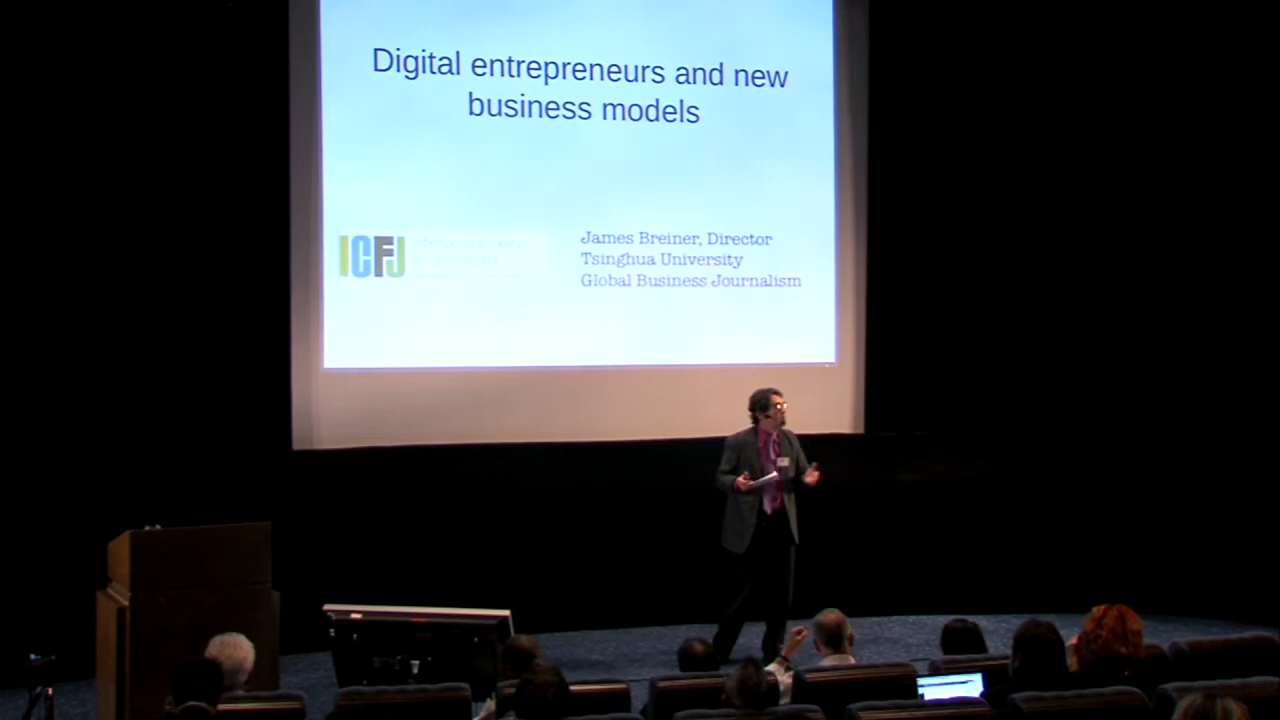 Digital entrepreneurs and new
business models
ICFJ
James Breiner, Director
Tsinghua University
Global Business Journalism